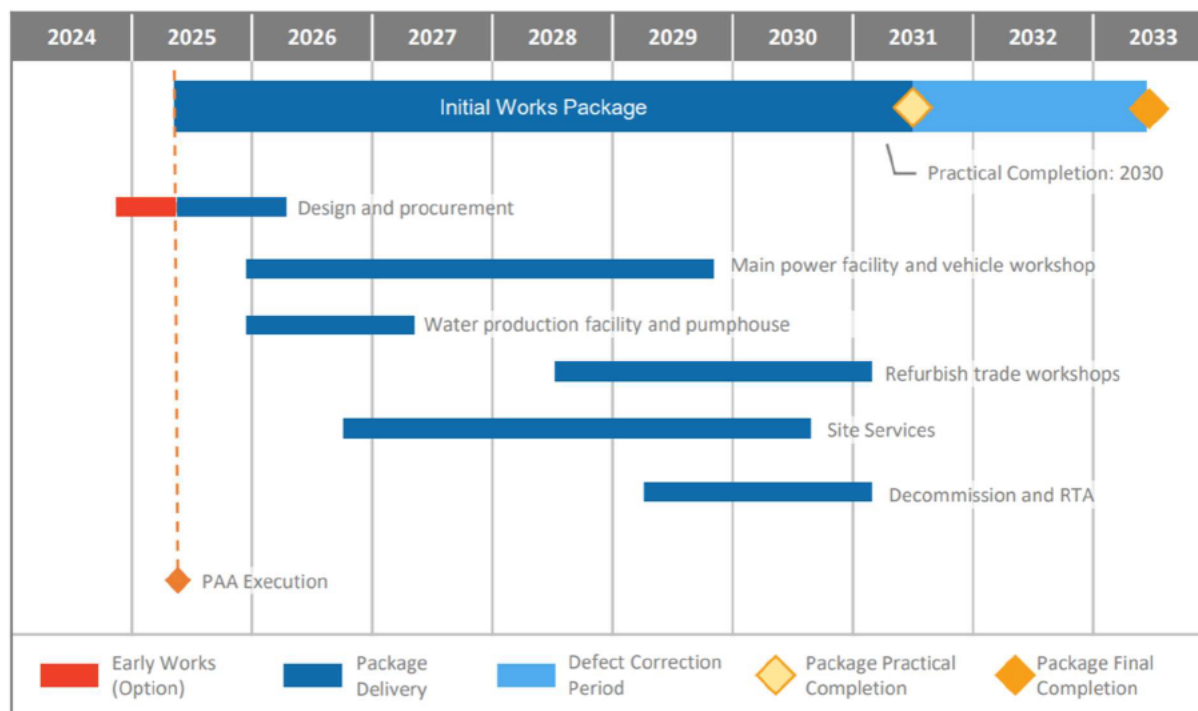 2024 2025 2026 2027 2028 2029 2030 2031 2032 2033
Initial Works Package
Practical Completion: 2030
Design and procurement
Main power facility and vehicle workshop
Water production facility and pumphouse
Refurbish trade workshops
Site Services
Decommission and RTA
PAA Execution
Early Works
(Option)
Package
Delivery
Defect Correction
Period
Package Practical
Completion
Package Final
Completion